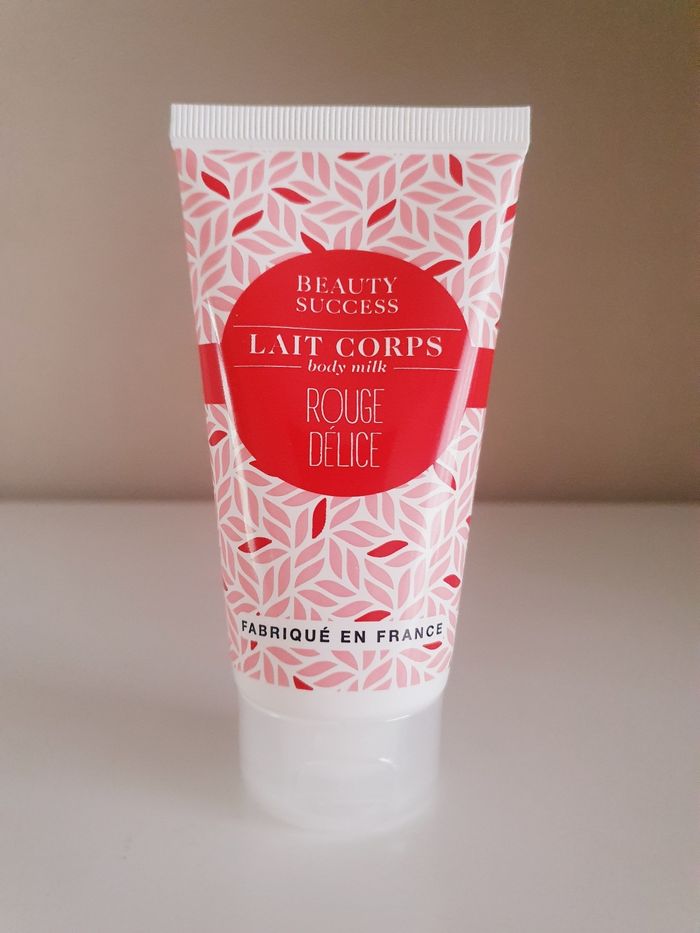 BEAUTY
SUCCESS
LAIT CORPS
body milk
ROUGE
DÉLICE
FABRIQUÉ EN FRANCE